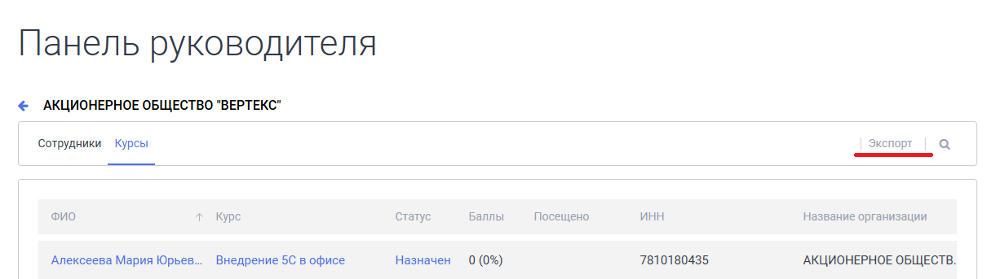 Панель руководителя
АКЦИОНЕРНОЕ ОБЩЕСТВО "ВЕРТЕКС"
Сотрудники Курсы Экспорт
ФИО Курс Статус Баллы Посещено ИНН Название организации
Алексеева Мария Юрьев... Внедрение 5С в офисе Назначен 0 (0%) 7810180435 АКЦИОНЕРНОЕ ОБЩЕСТВ.